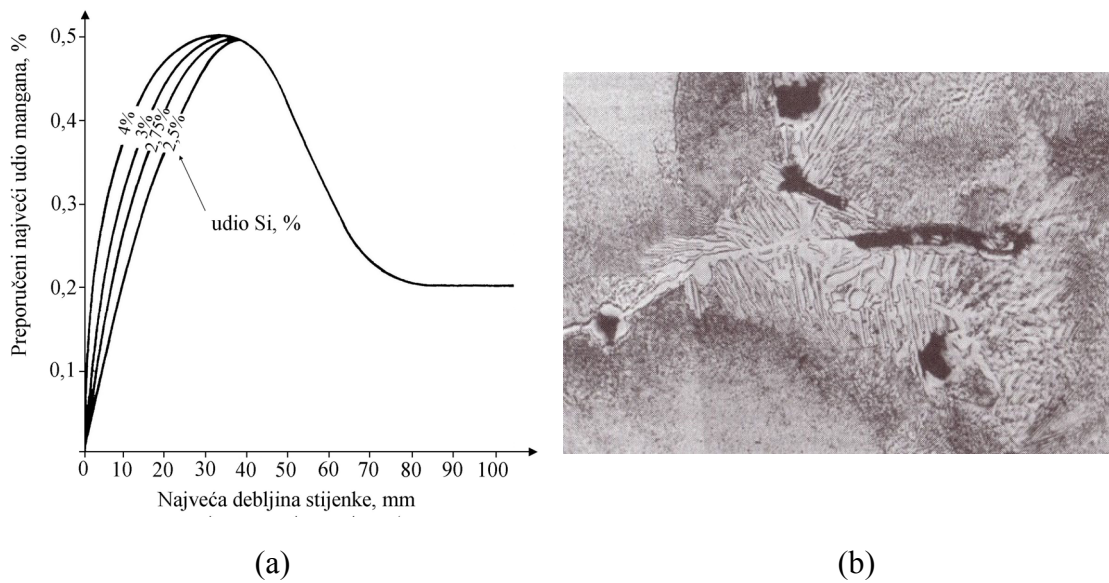 Preporučeni najveći udio mangana, %
0,5
0,4
0,3
0,2
0,1
4%
3%
2,75%
2,5%
udio Si, %
0 10 20 30 40 50 60 70 80 90 100
Najveća debljina stijenke, mm
(a) (b)